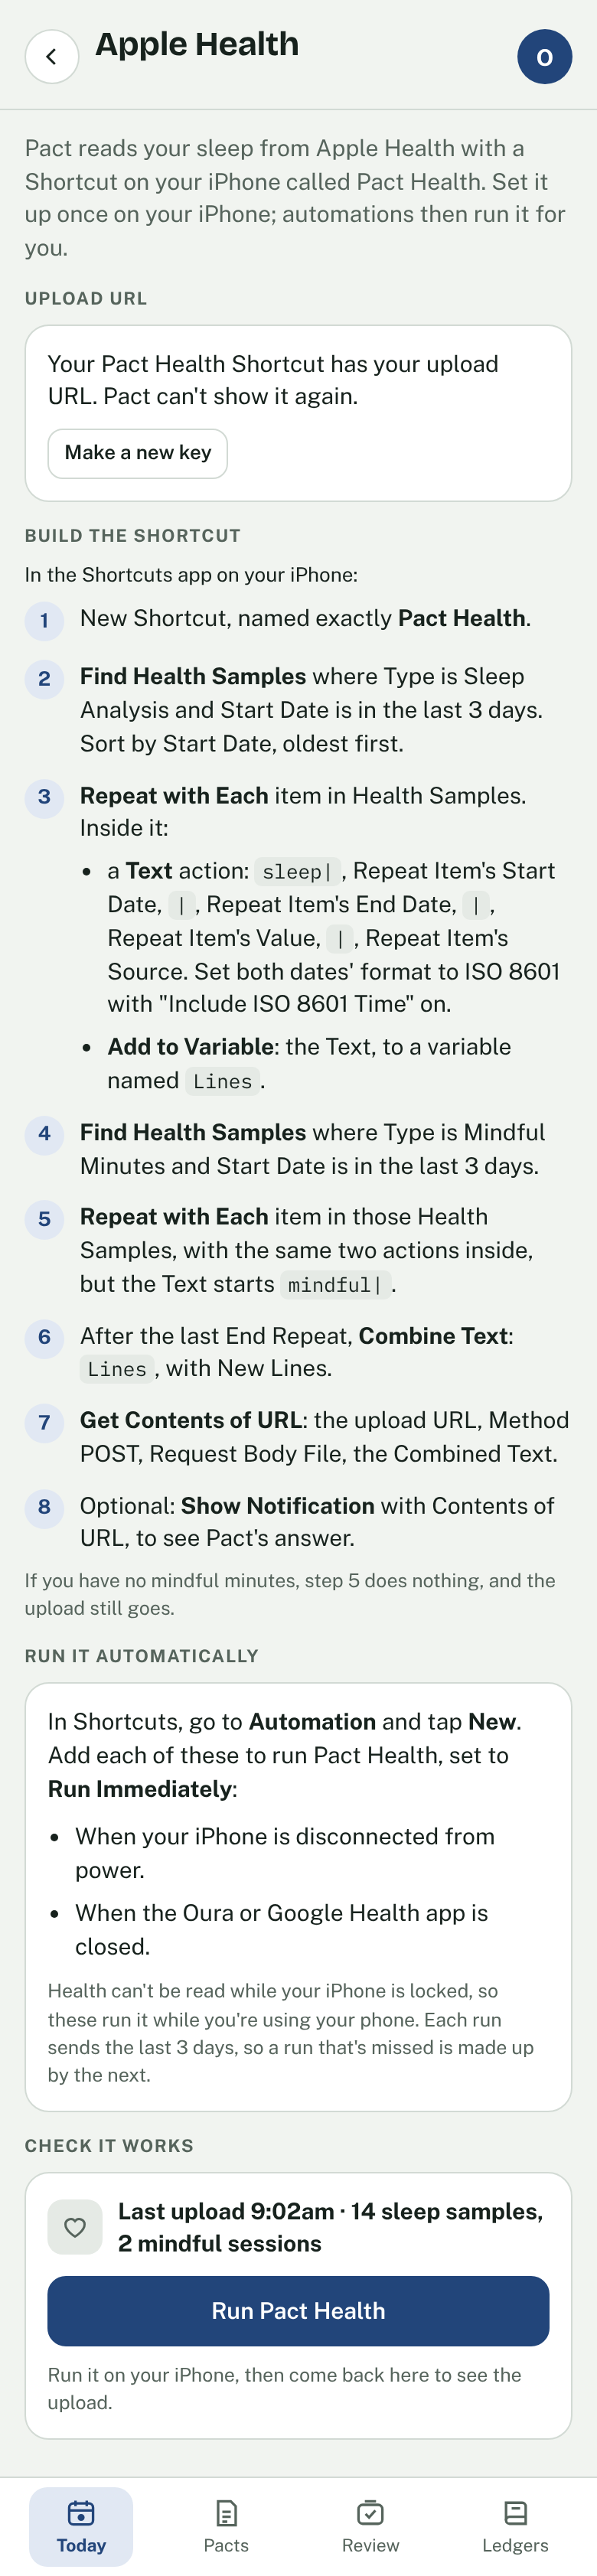 Apple Health
O
Pact reads your sleep from Apple Health with a
Shortcut on your iPhone called Pact Health. Set it
up once on your iPhone; automations then run it for
you.
UPLOAD URL
Your Pact Health Shortcut has your upload
URL. Pact can't show it again.
Make a new key
BUILD THE SHORTCUT
In the Shortcuts app on your iPhone:
1 New Shortcut, named exactly Pact Health.
2 Find Health Samples where Type is Sleep
Analysis and Start Date is in the last 3 days.
Sort by Start Date, oldest first.
3 Repeat with Each item in Health Samples.
Inside it:
• a Text action: sleep|, Repeat Item's Start
Date, |, Repeat Item's End Date, |,
Repeat Item's Value, |, Repeat Item's
Source. Set both dates' format to ISO 8601
with "Include ISO 8601 Time" on.
• Add to Variable: the Text, to a variable
named Lines.
4 Find Health Samples where Type is Mindful
Minutes and Start Date is in the last 3 days.
5 Repeat with Each item in those Health
Samples, with the same two actions inside,
but the Text starts mindful|.
6 After the last End Repeat, Combine Text:
Lines, with New Lines.
7 Get Contents of URL: the upload URL, Method
POST, Request Body File, the Combined Text.
8 Optional: Show Notification with Contents of
URL, to see Pact's answer.
If you have no mindful minutes, step 5 does nothing, and the
upload still goes.
RUN IT AUTOMATICALLY
In Shortcuts, go to Automation and tap New.
Add each of these to run Pact Health, set to
Run Immediately:
• When your iPhone is disconnected from
power.
• When the Oura or Google Health app is
closed.
Health can't be read while your iPhone is locked, so
these run it while you're using your phone. Each run
sends the last 3 days, so a run that's missed is made up
by the next.
CHECK IT WORKS
Last upload 9:02am · 14 sleep samples,
2 mindful sessions
Run Pact Health
Run it on your iPhone, then come back here to see the
upload.
Today
Pacts
Review
Ledgers